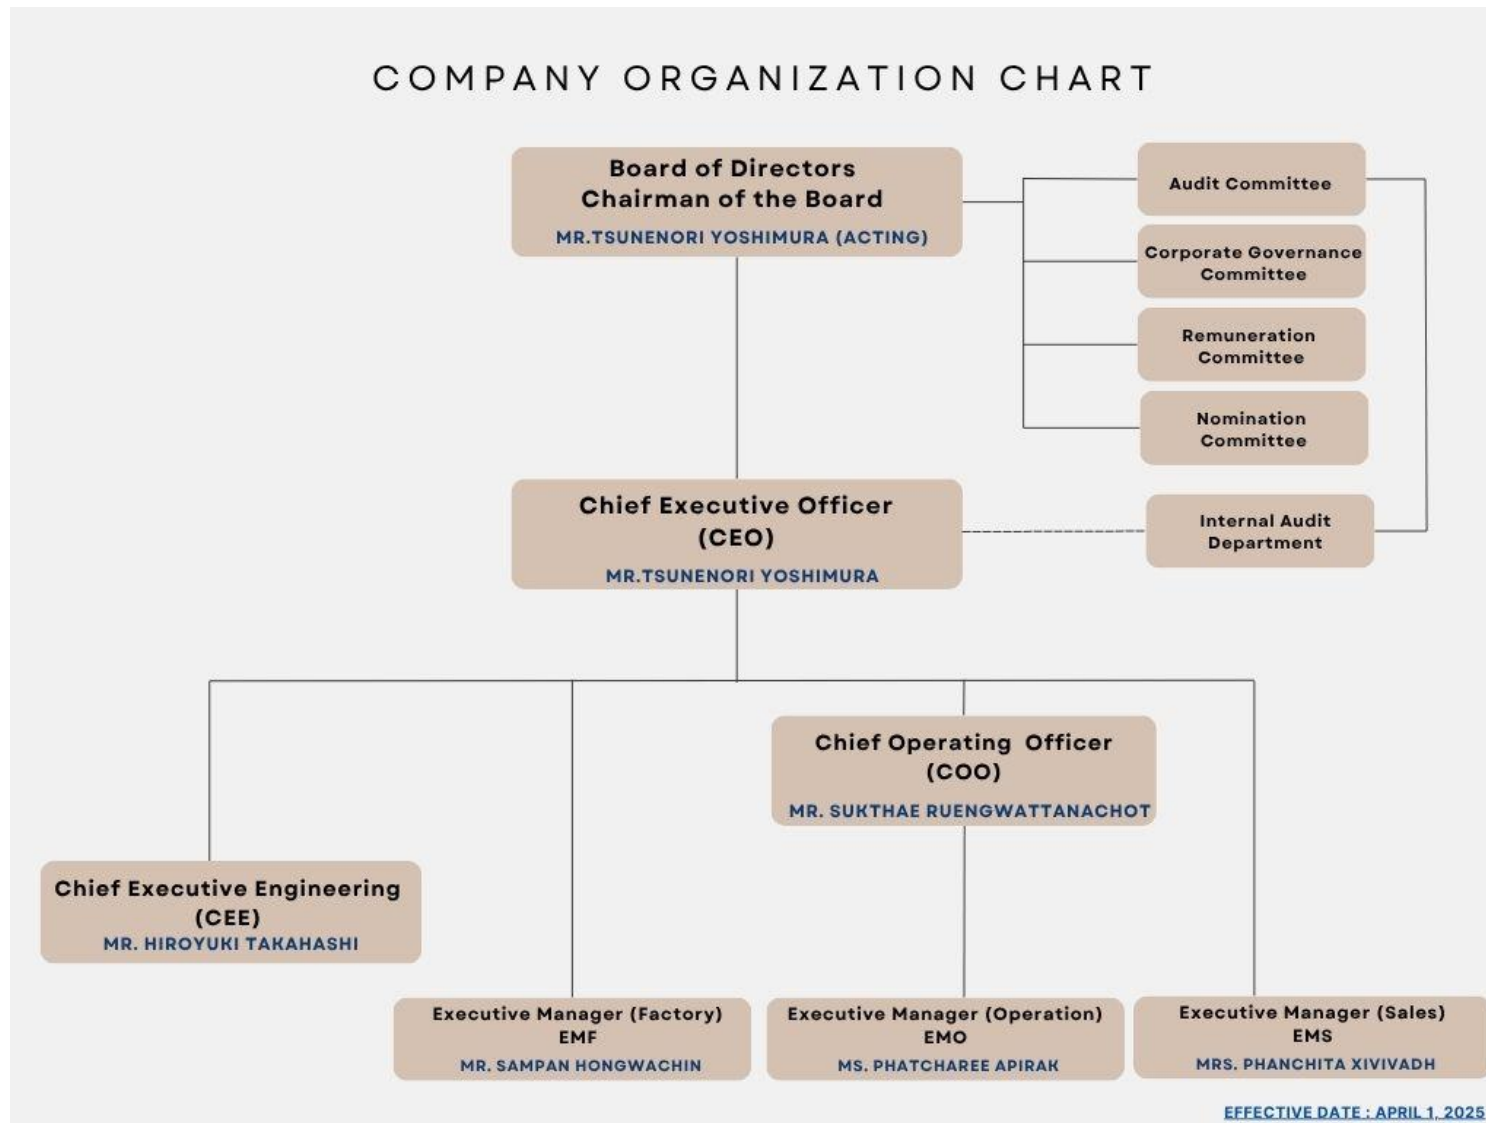 COMPANY ORGANIZATION CHART
Board of Directors
Chairman of the Board
MR.TSUNENORI YOSHIMURA (ACTING)
Audit Committee
Corporate Governance
Committee
Remuneration
Committee
Nomination
Committee
Chief Executive Officer
(CEO)
MR.TSUNENORI YOSHIMURA
Internal Audit
Department
Chief Operating Officer
(COO)
MR. SUKTHAE RUENGWATTANACHOT
Chief Executive Engineering
(CEE)
MR. HIROYUKI TAKAHASHI
Executive Manager (Factory)
EMF
MR. SAMPAN HONGWACHIN
Executive Manager (Operation)
EMO
MS. PHATCHAREE APIRAK
Executive Manager (Sales)
EMS
MRS. PHANCHITA XIVIVADH
EFFECTIVE DATE : APRIL 1, 2025